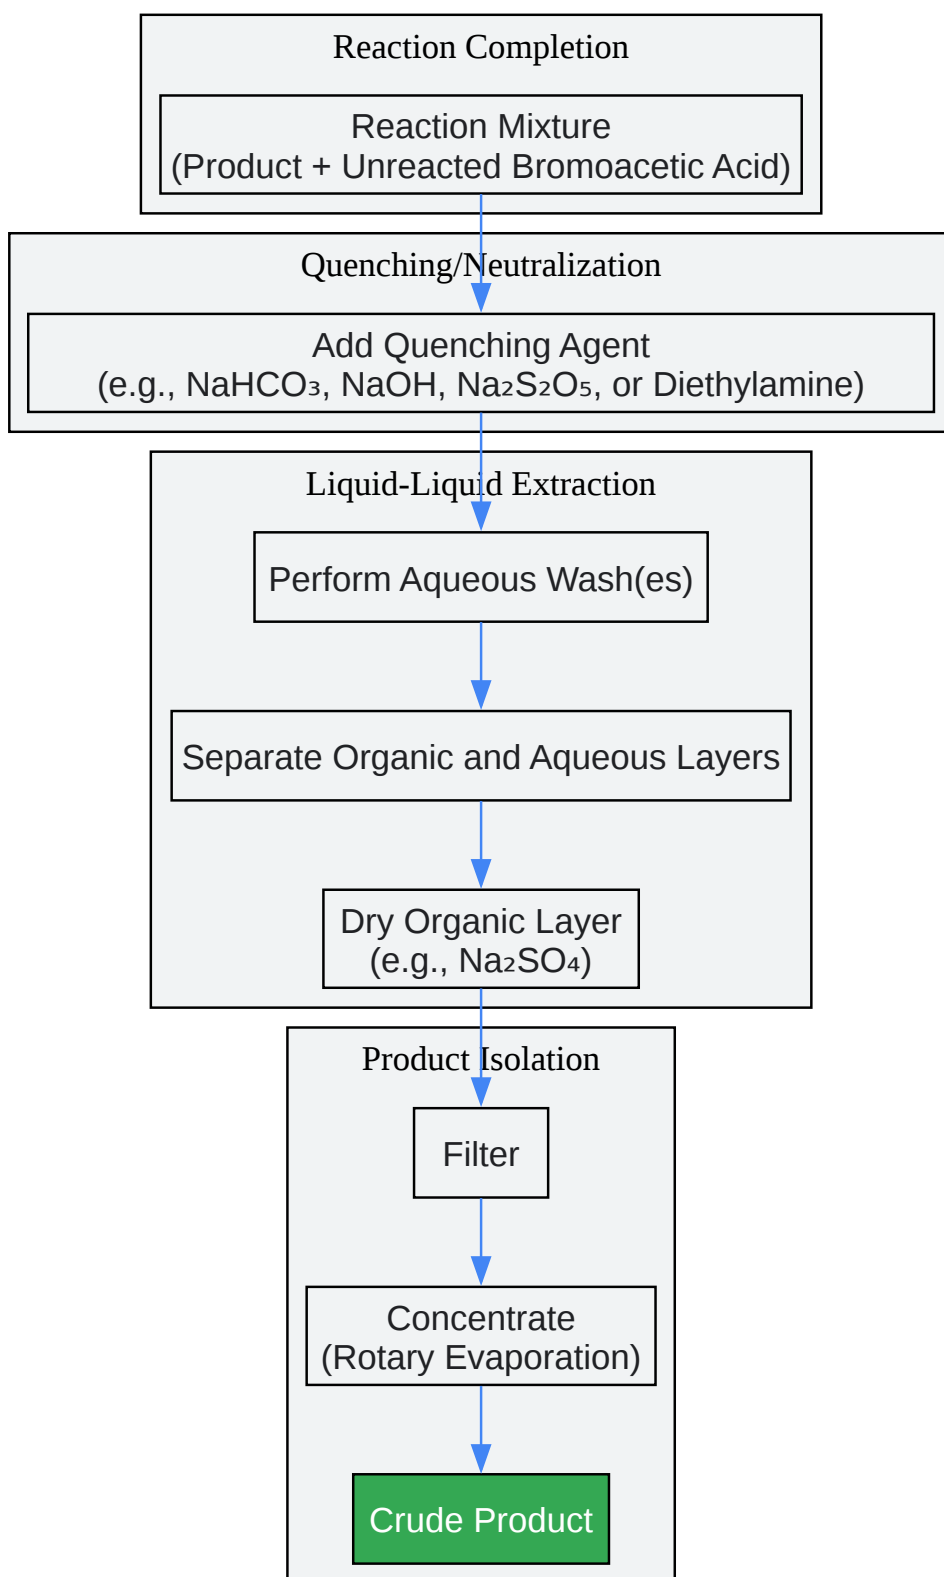 Reaction Completion
Reaction Mixture
(Product + Unreacted Bromoacetic Acid)
Quenching/Neutralization
Add Quenching Agent
(e.g., NaHCO₃, NaOH, Na₂S₂O₅, or Diethylamine)
Liquid-Liquid Extraction
Perform Aqueous Wash(es)
Separate Organic and Aqueous Layers
Dry Organic Layer
(e.g., Na₂SO₄)
Product Isolation
Filter
Concentrate
(Rotary Evaporation)
Crude Product